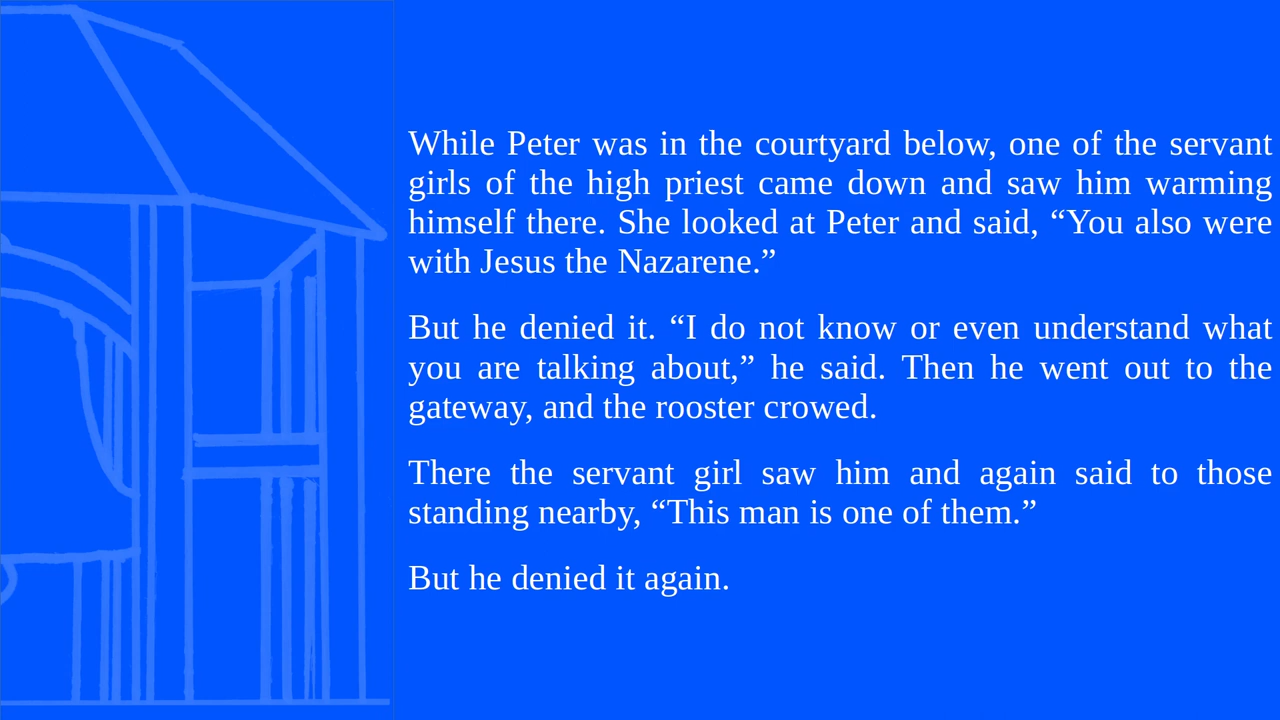 While Peter was in the courtyard below, one of the servant
girls of the high priest came down and saw him warming
himself there. She looked at Peter and said, “You also were
with Jesus the Nazarene.”
But he denied it. “I do not know or even understand what
you are talking about,” he said. Then he went out to the
gateway, and the rooster crowed.
There the servant girl saw him and again said to those
standing nearby, “This man is one of them.”
But he denied it again.